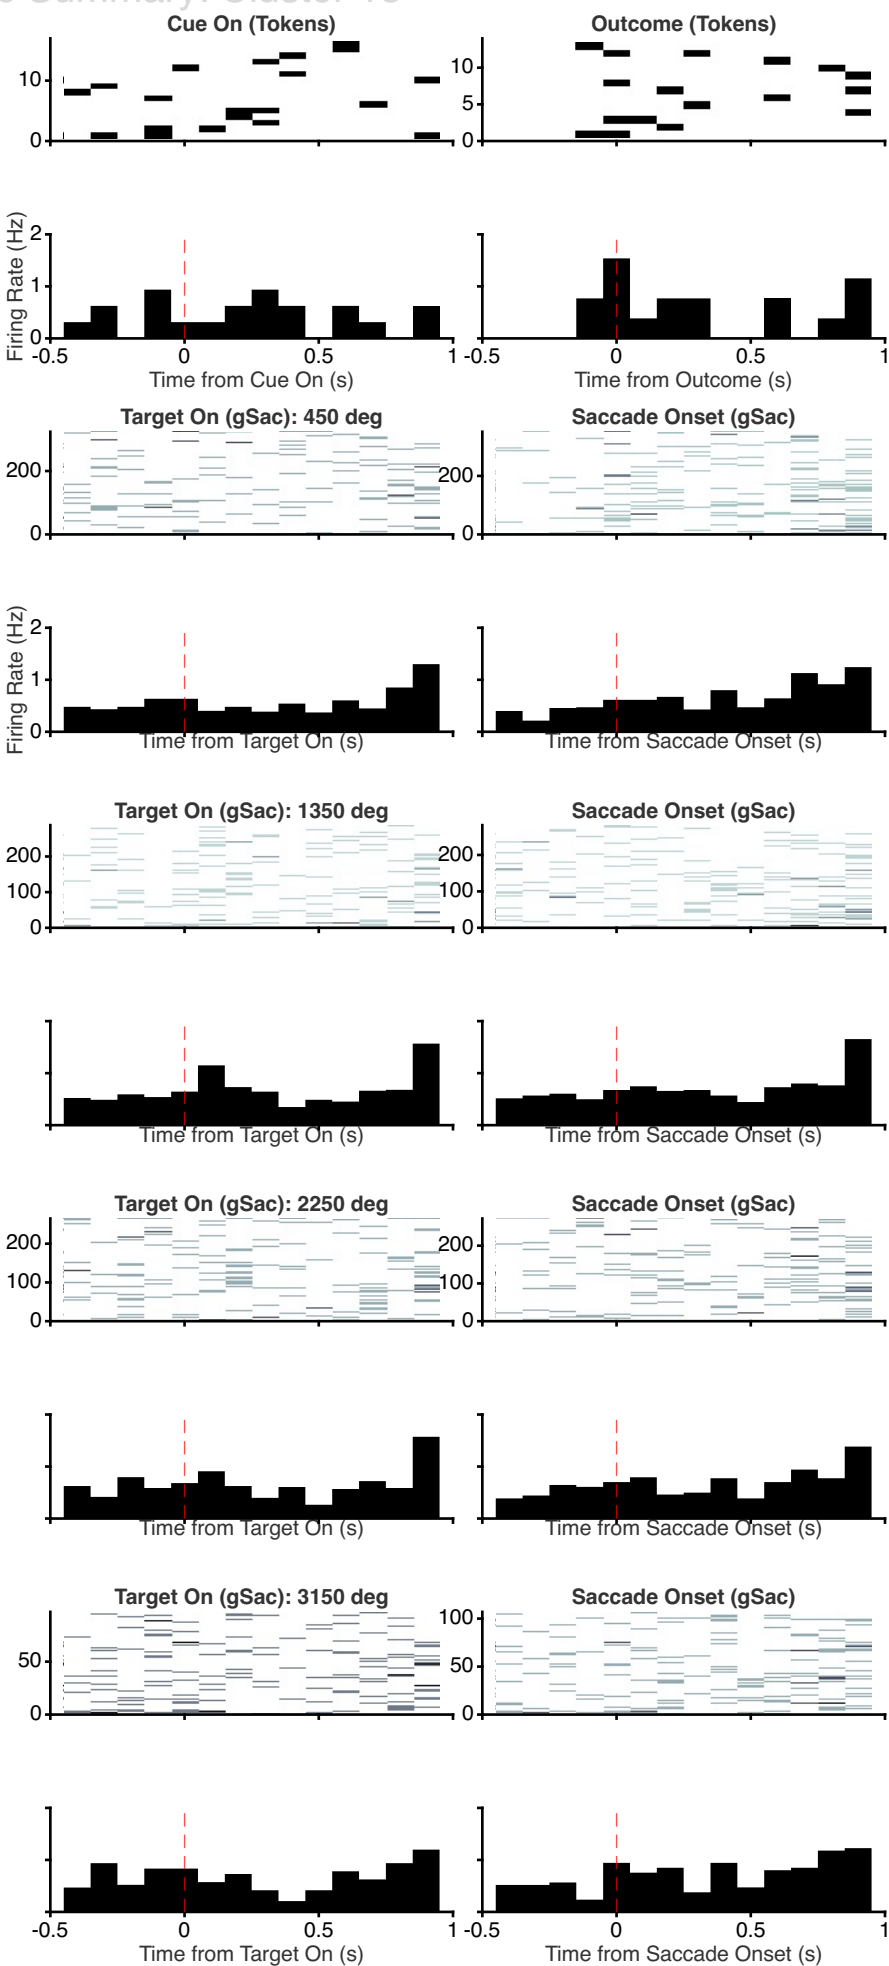 Summary: Cluster
Cue On (Tokens)
Outcome (Tokens)
10
0
10
5
0
Firing Rate (Hz)
2
1
0
-0.5 0 0.5 1
-0.5 0 0.5 1
Time from Cue On (s)
Time from Outcome (s)
Target On (gSac): 450 deg
Saccade Onset (gSac)
200
0
200
0
Firing Rate (Hz)
2
1
0
Time from Target On (s)
Time from Saccade Onset (s)
Target On (gSac): 1350 deg
Saccade Onset (gSac)
200
100
0
200
100
0
Time from Target On (s)
Time from Saccade Onset (s)
Target On (gSac): 2250 deg
Saccade Onset (gSac)
200
100
0
200
100
0
Time from Target On (s)
Time from Saccade Onset (s)
Target On (gSac): 3150 deg
Saccade Onset (gSac)
50
0
100
50
0
-0.5 0 0.5 1
-0.5 0 0.5 1
Time from Target On (s)
Time from Saccade Onset (s)